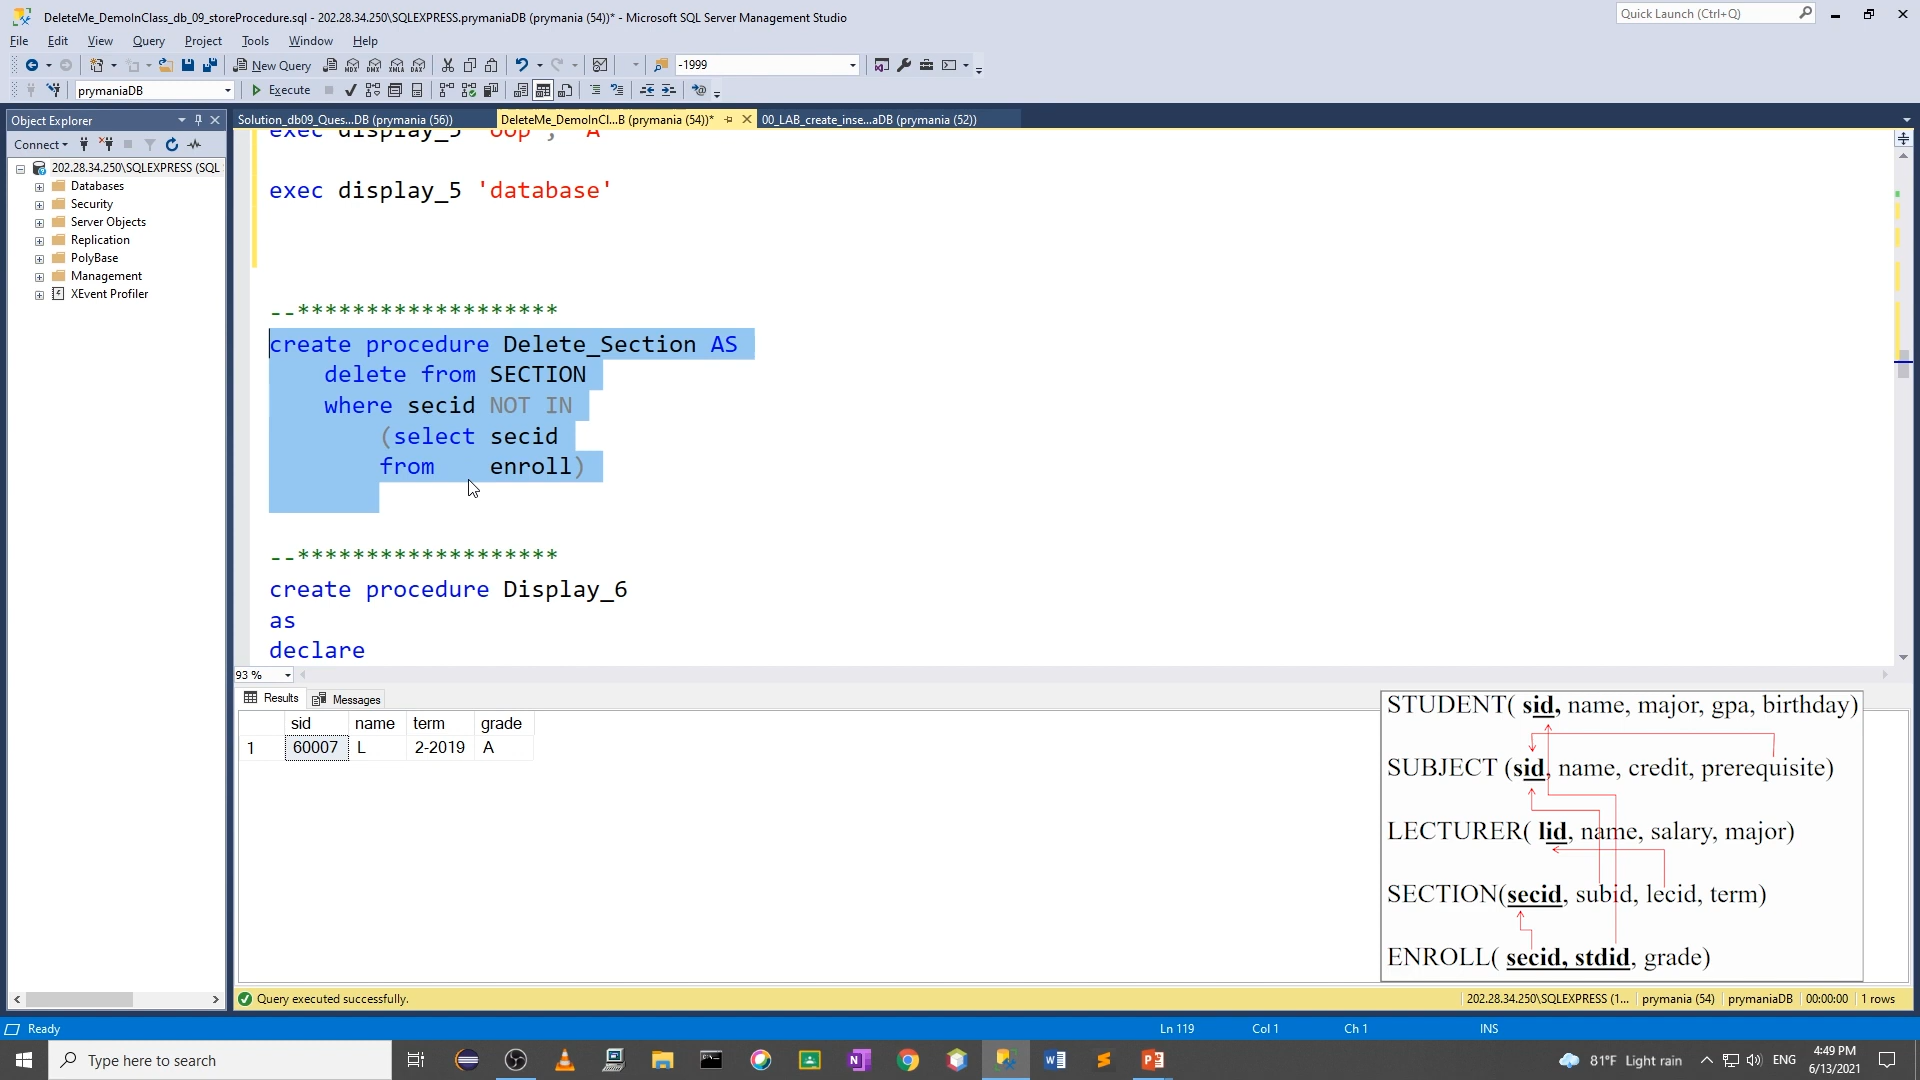 DeleteMe_DemoInClass_db_09_storeProcedure.sql - 202.28.34.250\SQLEXPRESS.prymaniaDB (prymania (54))* - Microsoft SQL Server Management Studio
Quick Launch (Ctrl+Q)
File Edit View Query Project Tools Window Help
New Query
-1999
prymaniaDB
Execute
Object Explorer
Solution_db09_Ques...DB (prymania (56))
DeleteMe_DemoInCl...B (prymania (54))*
00_LAB_create_inse...aDB (prymania (52))
Connect
202.28.34.250\SQLEXPRESS (SQL
Databases
Security
Server Objects
Replication
PolyBase
Management
XEvent Profiler
exec display_5 'oop', 'A
exec display_5 'database'
--*******************
create procedure Delete_Section AS
delete from SECTION
where secid NOT IN
(select secid
from enroll)
--*******************
create procedure Display_6
as
declare
93 %
Results Messages
sid name term grade
1 60007 L 2-2019 A
STUDENT( sid, name, major, gpa, birthday)
SUBJECT (sid, name, credit, prerequisite)
LECTURER( lid, name, salary, major)
SECTION(secid, subid, lecid, term)
ENROLL( secid, stdid, grade)
Query executed successfully.
202.28.34.250\SQLEXPRESS (1... prymania (54) prymaniaDB 00:00:00 1 rows
Ready
Ln 119 Col 1 Ch 1 INS
Type here to search
81°F Light rain
ENG
4:49 PM
6/13/2021